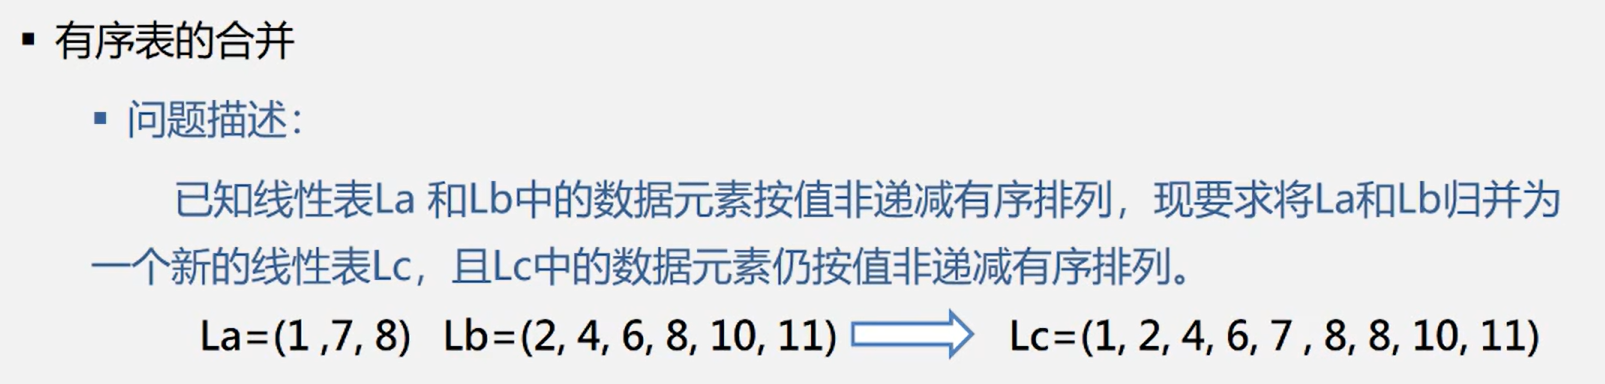 ▪ 有序表的合并
▪ 问题描述：
已知线性表La 和Lb中的数据元素按值非递减有序排列，现要求将La和Lb归并为
一个新的线性表Lc，且Lc中的数据元素仍按值非递减有序排列。
La=(1 ,7, 8) Lb=(2, 4, 6, 8, 10, 11) Lc=(1, 2, 4, 6, 7 , 8, 8, 10, 11)